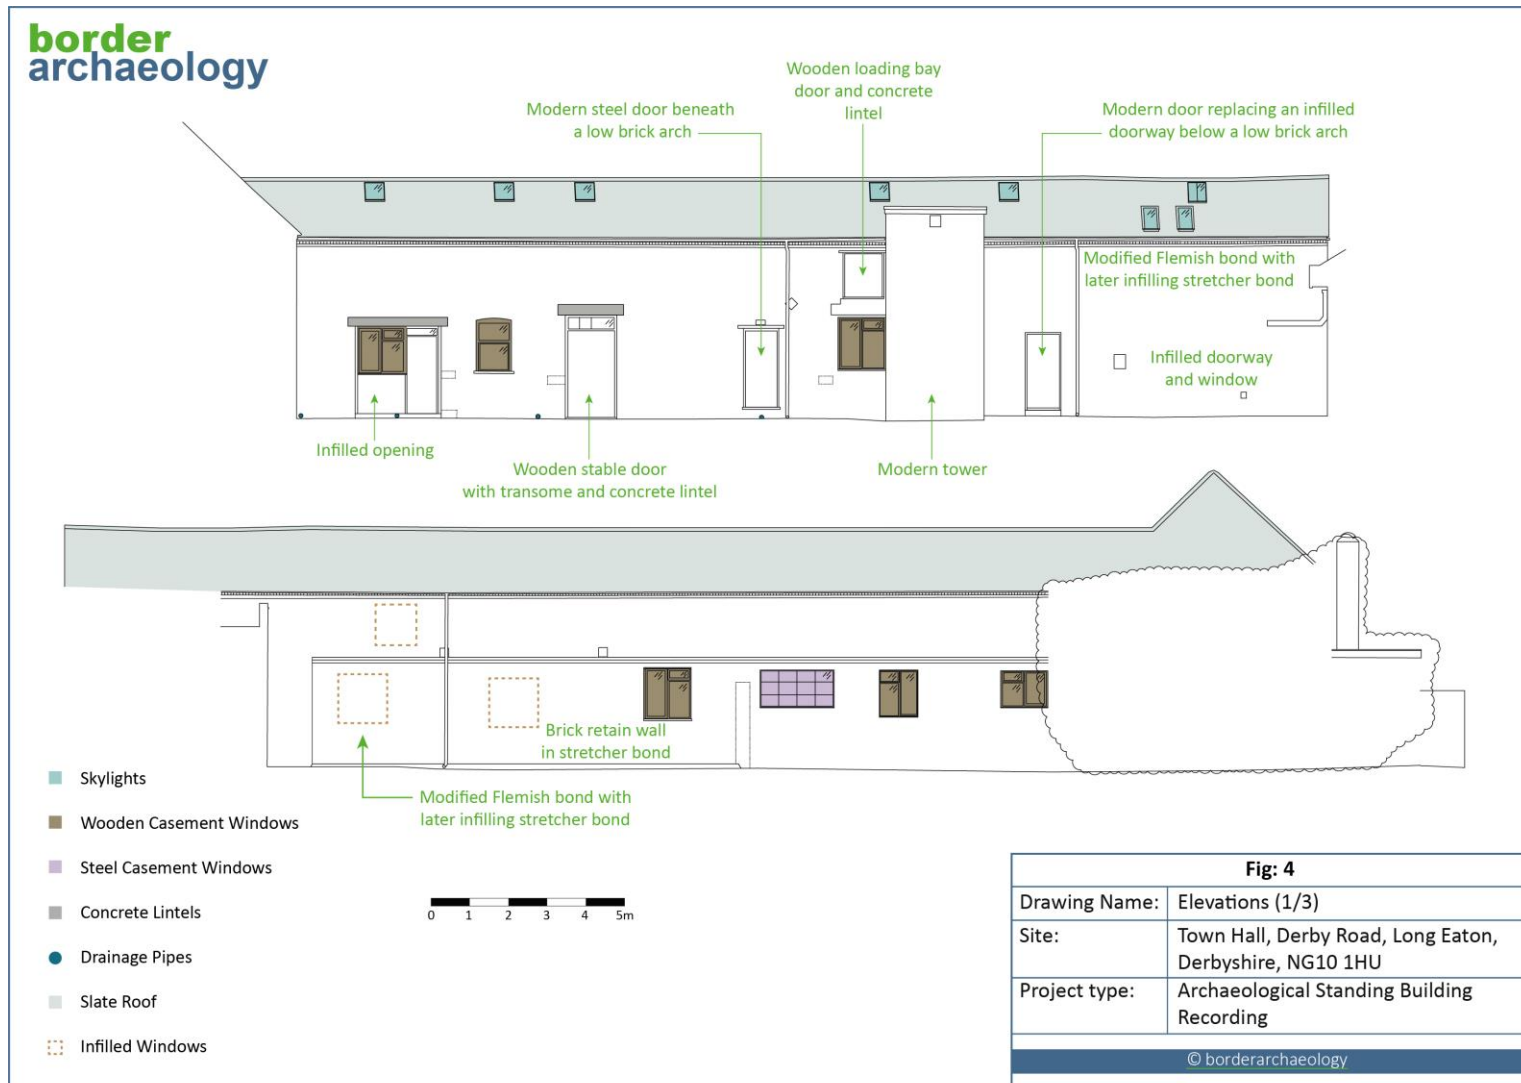 border
archaeology
Wooden loading bay
door and concrete
lintel
Modern steel door beneath
a low brick arch
Modern door replacing an infilled
doorway below a low brick arch
Modified Flemish bond with
later infilling stretcher bond
Infilled doorway
and window
Infilled opening
Wooden stable door
with transome and concrete lintel
Modern tower
Brick retain wall
in stretcher bond
Modified Flemish bond with
later infilling stretcher bond
Skylights
Wooden Casement Windows
Steel Casement Windows
Concrete Lintels
Drainage Pipes
Slate Roof
Infilled Windows
0 1 2 3 4 5m
Fig: 4
Drawing Name: Elevations (1/3)
Site: Town Hall, Derby Road, Long Eaton,
Derbyshire, NG10 1HU
Project type: Archaeological Standing Building
Recording
© borderarchaeology